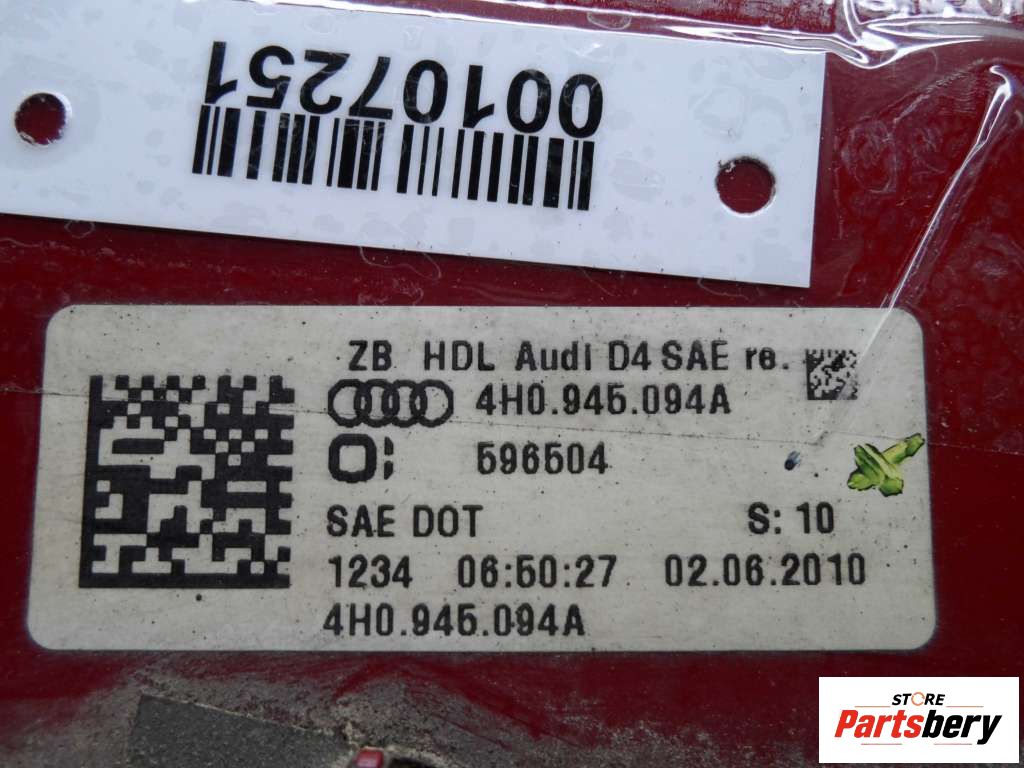 00107251
ZB HDL Audi D4 SAE re.
4H0.945.094A
596504
SAE DOT S: 10
1234 06:50:27 02.06.2010
4H0.945.094A
STORE
Partsbery